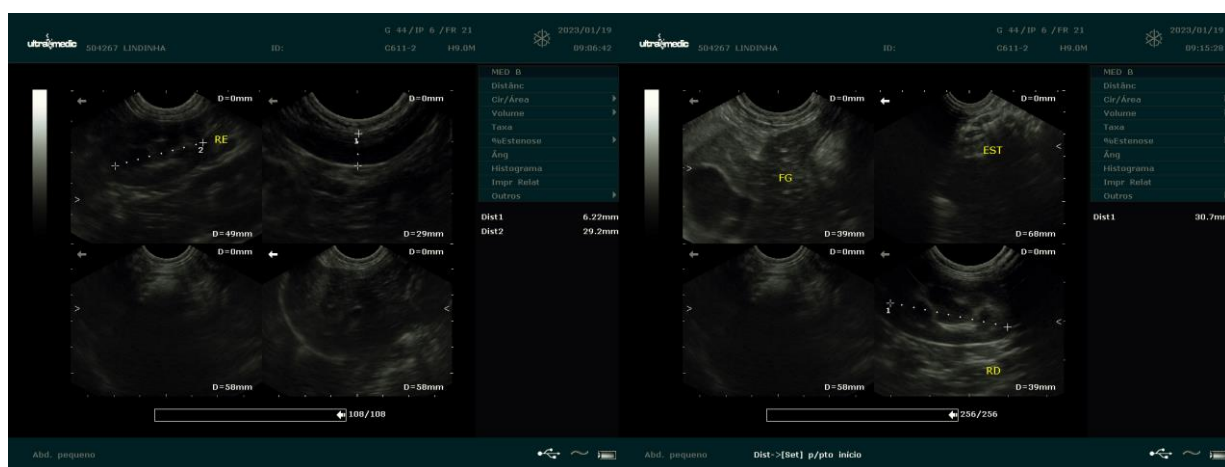 G 44/IP 6 /FR 21
2023/01/19
ultramedic
S04267 LINDINHA
ID:
C611-2
H9.0M
09:06:42
MED B
Distânc
Cir/Área
Volume
Taxa
%Estenose
Âng
Histograma
Impr Relat
Outros
Dist1 6.22mm
Dist2 29.2mm
D=0mm
RE
2
D=49mm
D=0mm
1
D=29mm
D=0mm
D=58mm
D=0mm
D=58mm
108/108
Abd. pequeno
G 44/IP 6 /FR 21
2023/01/19
ultramedic
S04267 LINDINHA
ID:
C611-2
H9.0M
09:15:28
MED B
Distânc
Cir/Área
Volume
Taxa
%Estenose
Âng
Histograma
Impr Relat
Outros
Dist1 30.7mm
D=0mm
FG
D=39mm
D=0mm
EST
D=68mm
D=0mm
D=58mm
D=0mm
1
RD
D=39mm
256/256
Abd. pequeno
Dist->[Set] p/pto início